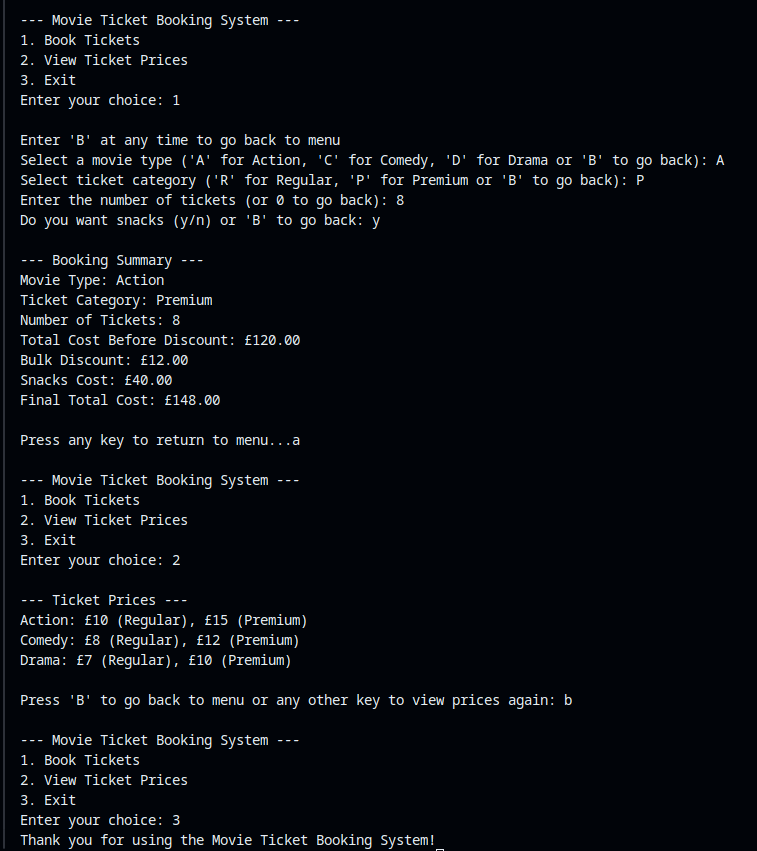 --- Movie Ticket Booking System ---
1. Book Tickets
2. View Ticket Prices
3. Exit
Enter your choice: 1
Enter 'B' at any time to go back to menu
Select a movie type ('A' for Action, 'C' for Comedy, 'D' for Drama or 'B' to go back): A
Select ticket category ('R' for Regular, 'P' for Premium or 'B' to go back): P
Enter the number of tickets (or 0 to go back): 8
Do you want snacks (y/n) or 'B' to go back: y
--- Booking Summary ---
Movie Type: Action
Ticket Category: Premium
Number of Tickets: 8
Total Cost Before Discount: £120.00
Bulk Discount: £12.00
Snacks Cost: £40.00
Final Total Cost: £148.00
Press any key to return to menu...a
--- Movie Ticket Booking System ---
1. Book Tickets
2. View Ticket Prices
3. Exit
Enter your choice: 2
--- Ticket Prices ---
Action: £10 (Regular), £15 (Premium)
Comedy: £8 (Regular), £12 (Premium)
Drama: £7 (Regular), £10 (Premium)
Press 'B' to go back to menu or any other key to view prices again: b
--- Movie Ticket Booking System ---
1. Book Tickets
2. View Ticket Prices
3. Exit
Enter your choice: 3
Thank you for using the Movie Ticket Booking System!